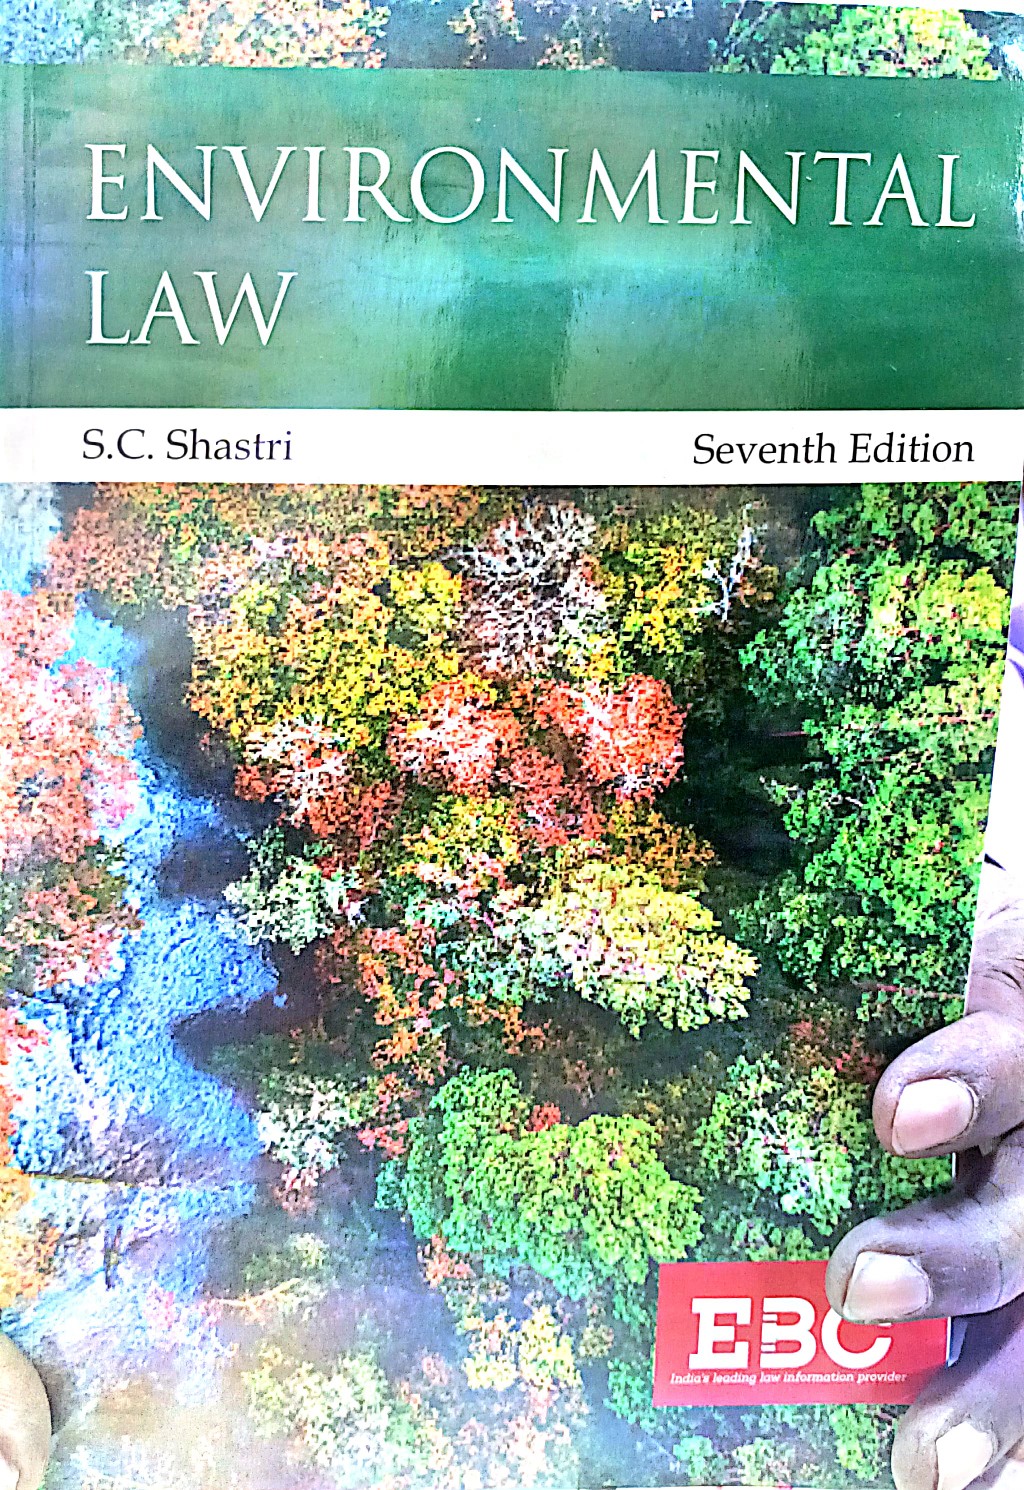 ENVIRONMENTAL
LAW
S.C. Shastri
Seventh Edition
EBC
India's leading law information provider